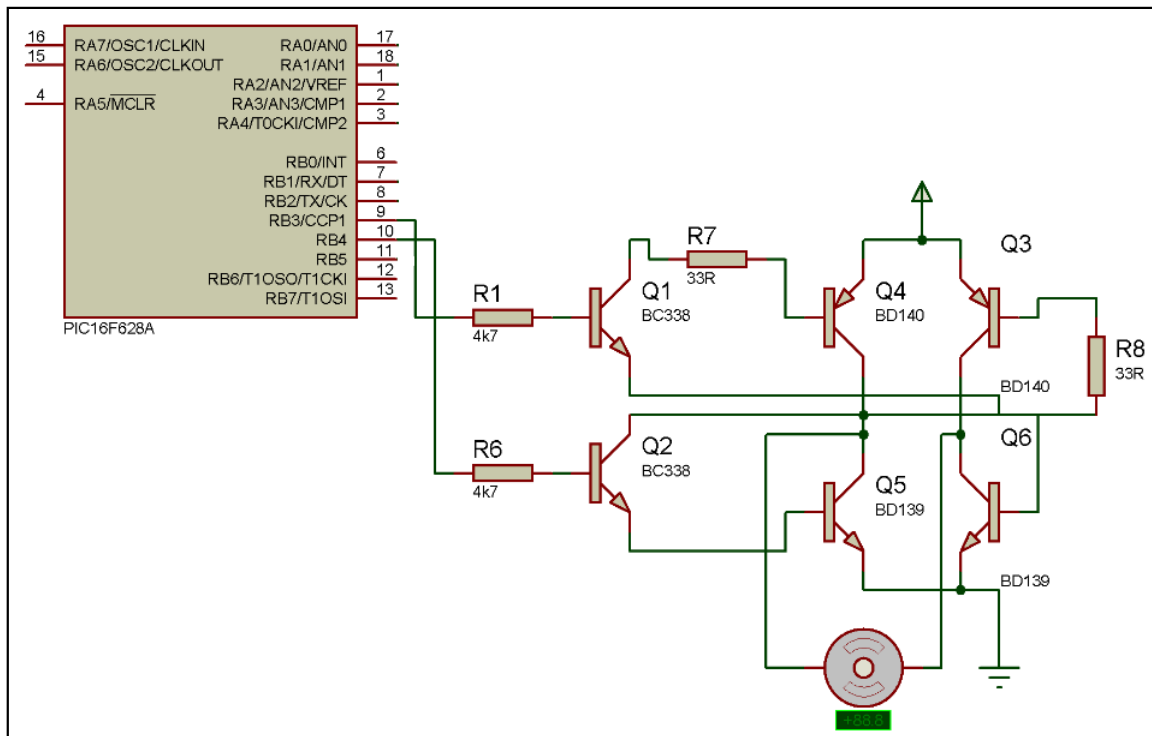 16 RA7/OSC1/CLKIN RA0/AN0 17
15 RA6/OSC2/CLKOUT RA1/AN1 18
RA2/AN2/VREF 1
4 RA5/MCLR RA3/AN3/CMP1 2
RA4/T0CKI/CMP2 3
RB0/INT 6
RB1/RX/DT 7
RB2/TX/CK 8
RB3/CCP1 9
RB4 10
RB5 11
RB6/T1OSO/T1CKI 12
RB7/T1OSI 13
PIC16F628A
R1
4k7
R6
4k7
Q1
BC338
Q2
BC338
R7
33R
Q4
BD140
Q3
BD140
R8
33R
Q5
BD139
Q6
BD139
+88.8